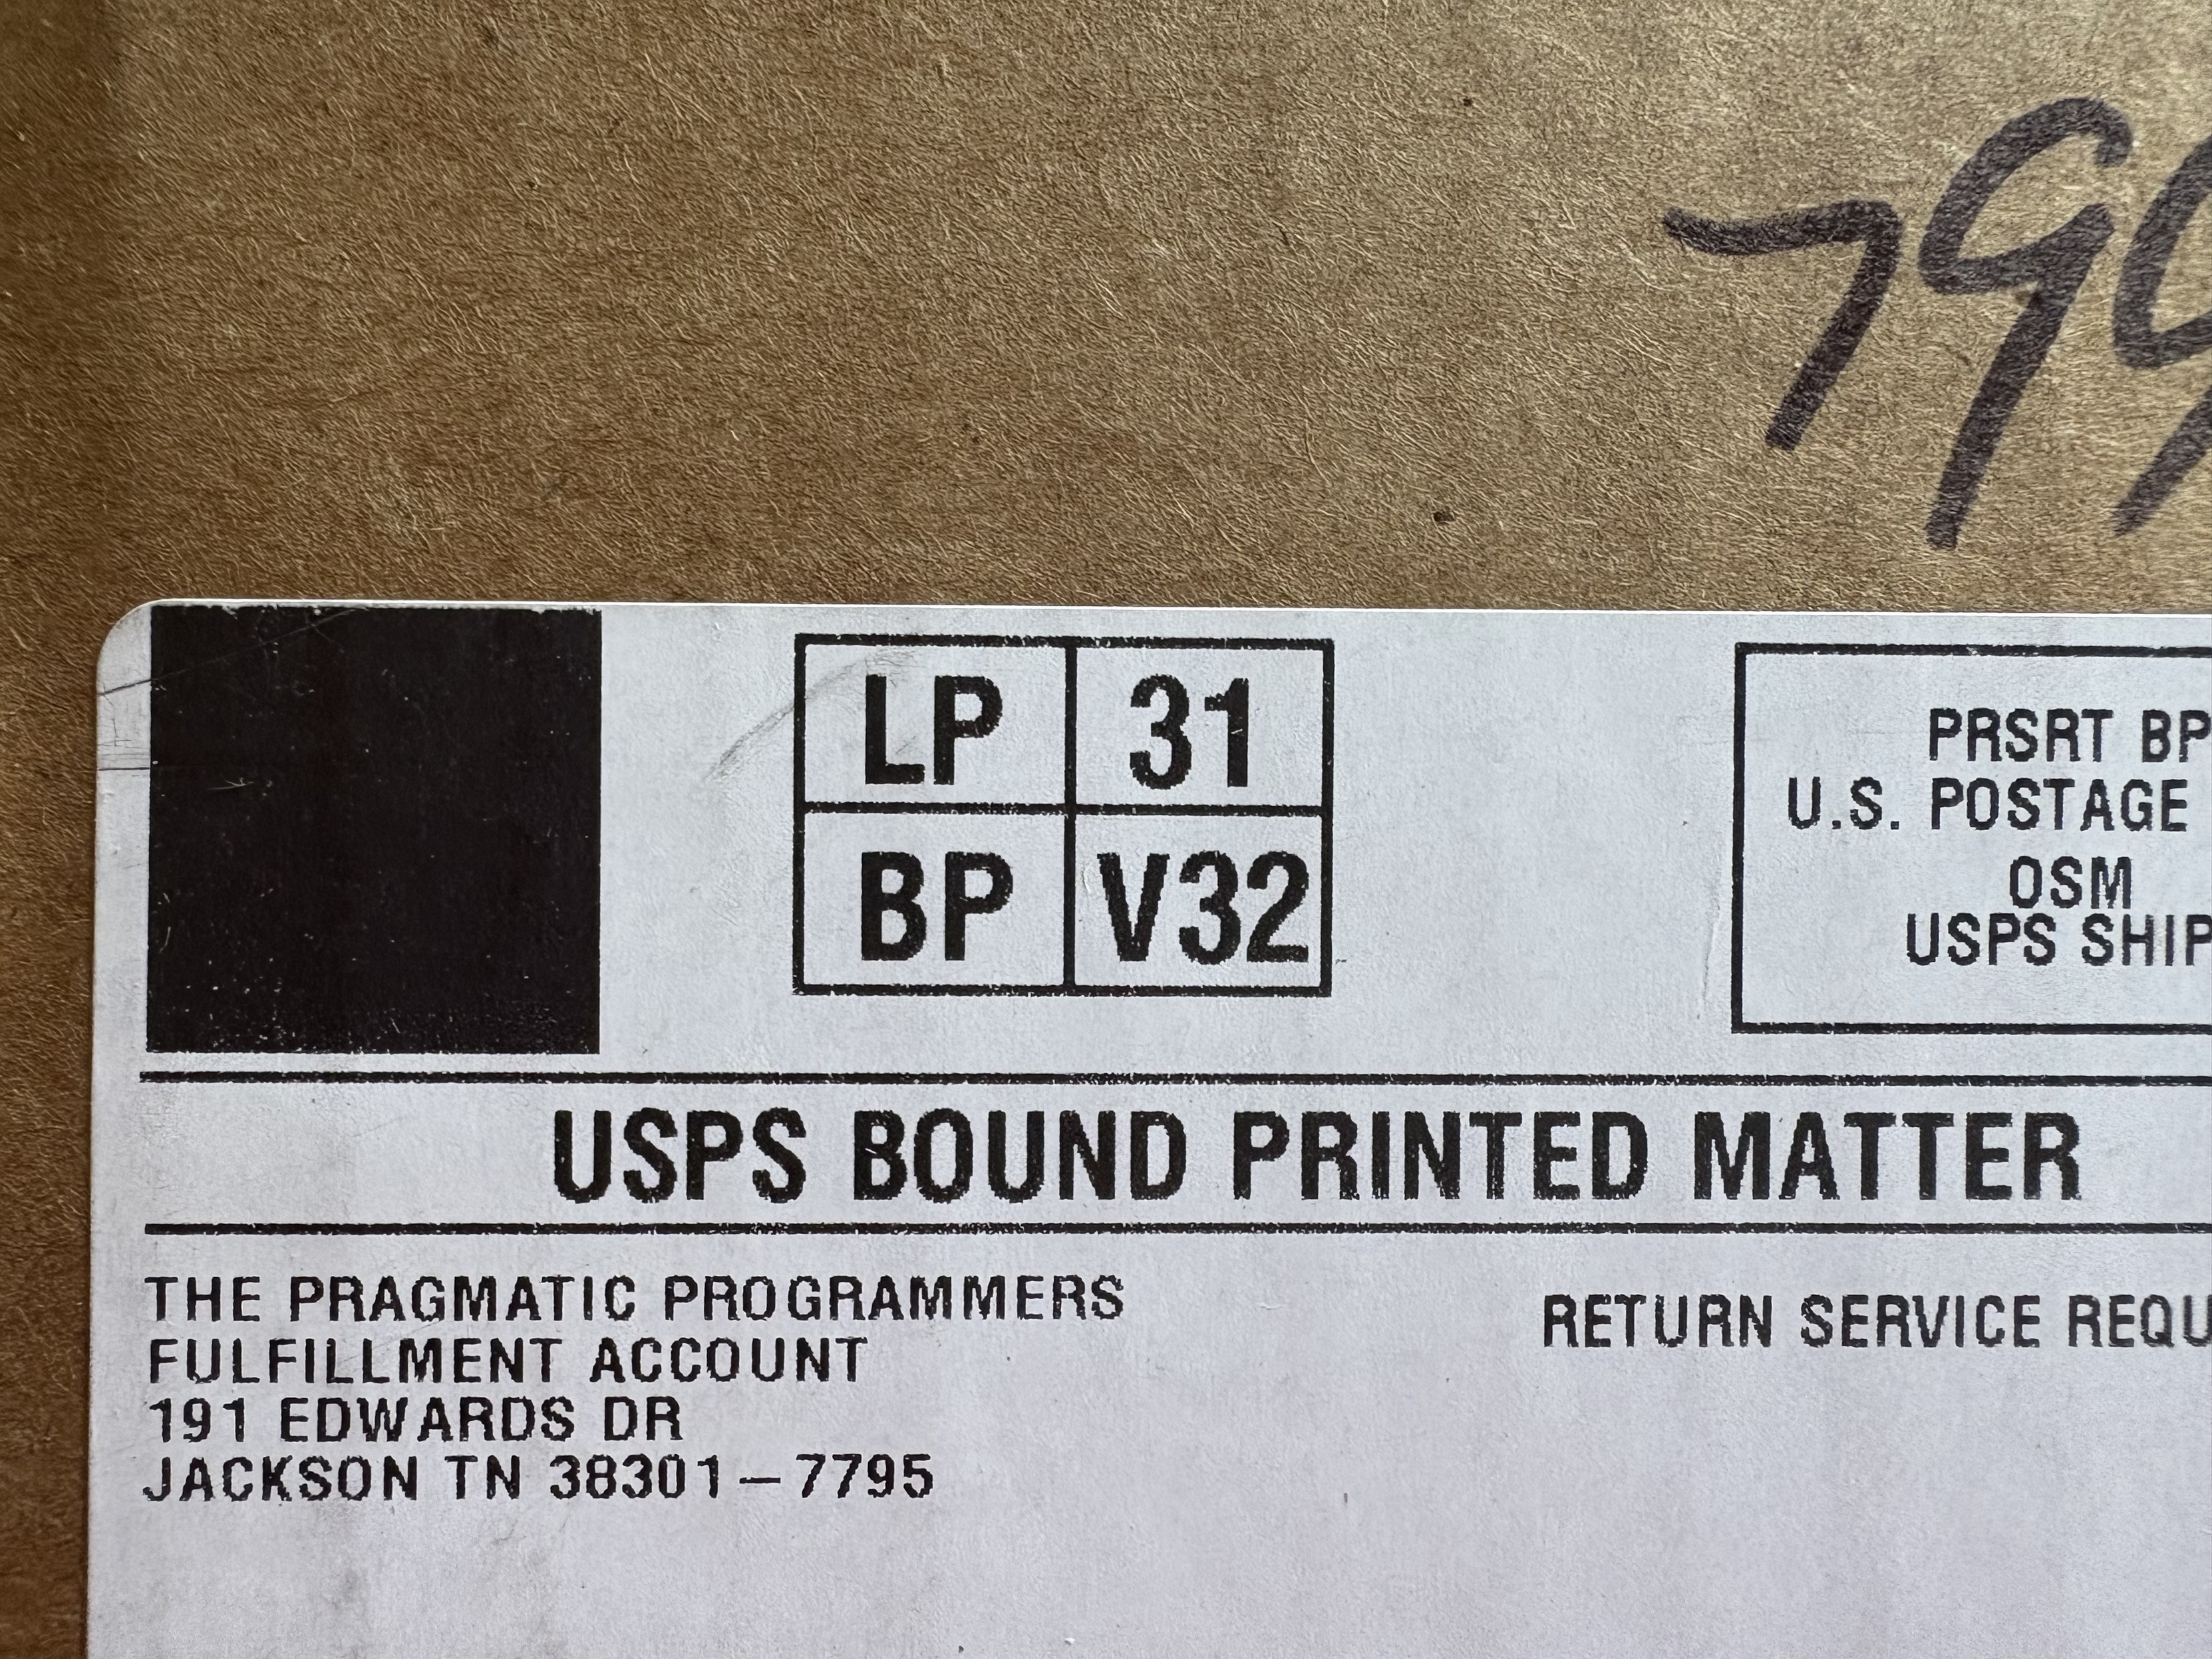 79
LP 31
BP V32
PRSRT BP
U.S. POSTAGE
OSM
USPS SHIP
USPS BOUND PRINTED MATTER
THE PRAGMATIC PROGRAMMERS
FULFILLMENT ACCOUNT
191 EDWARDS DR
JACKSON TN 38301-7795
RETURN SERVICE REQU